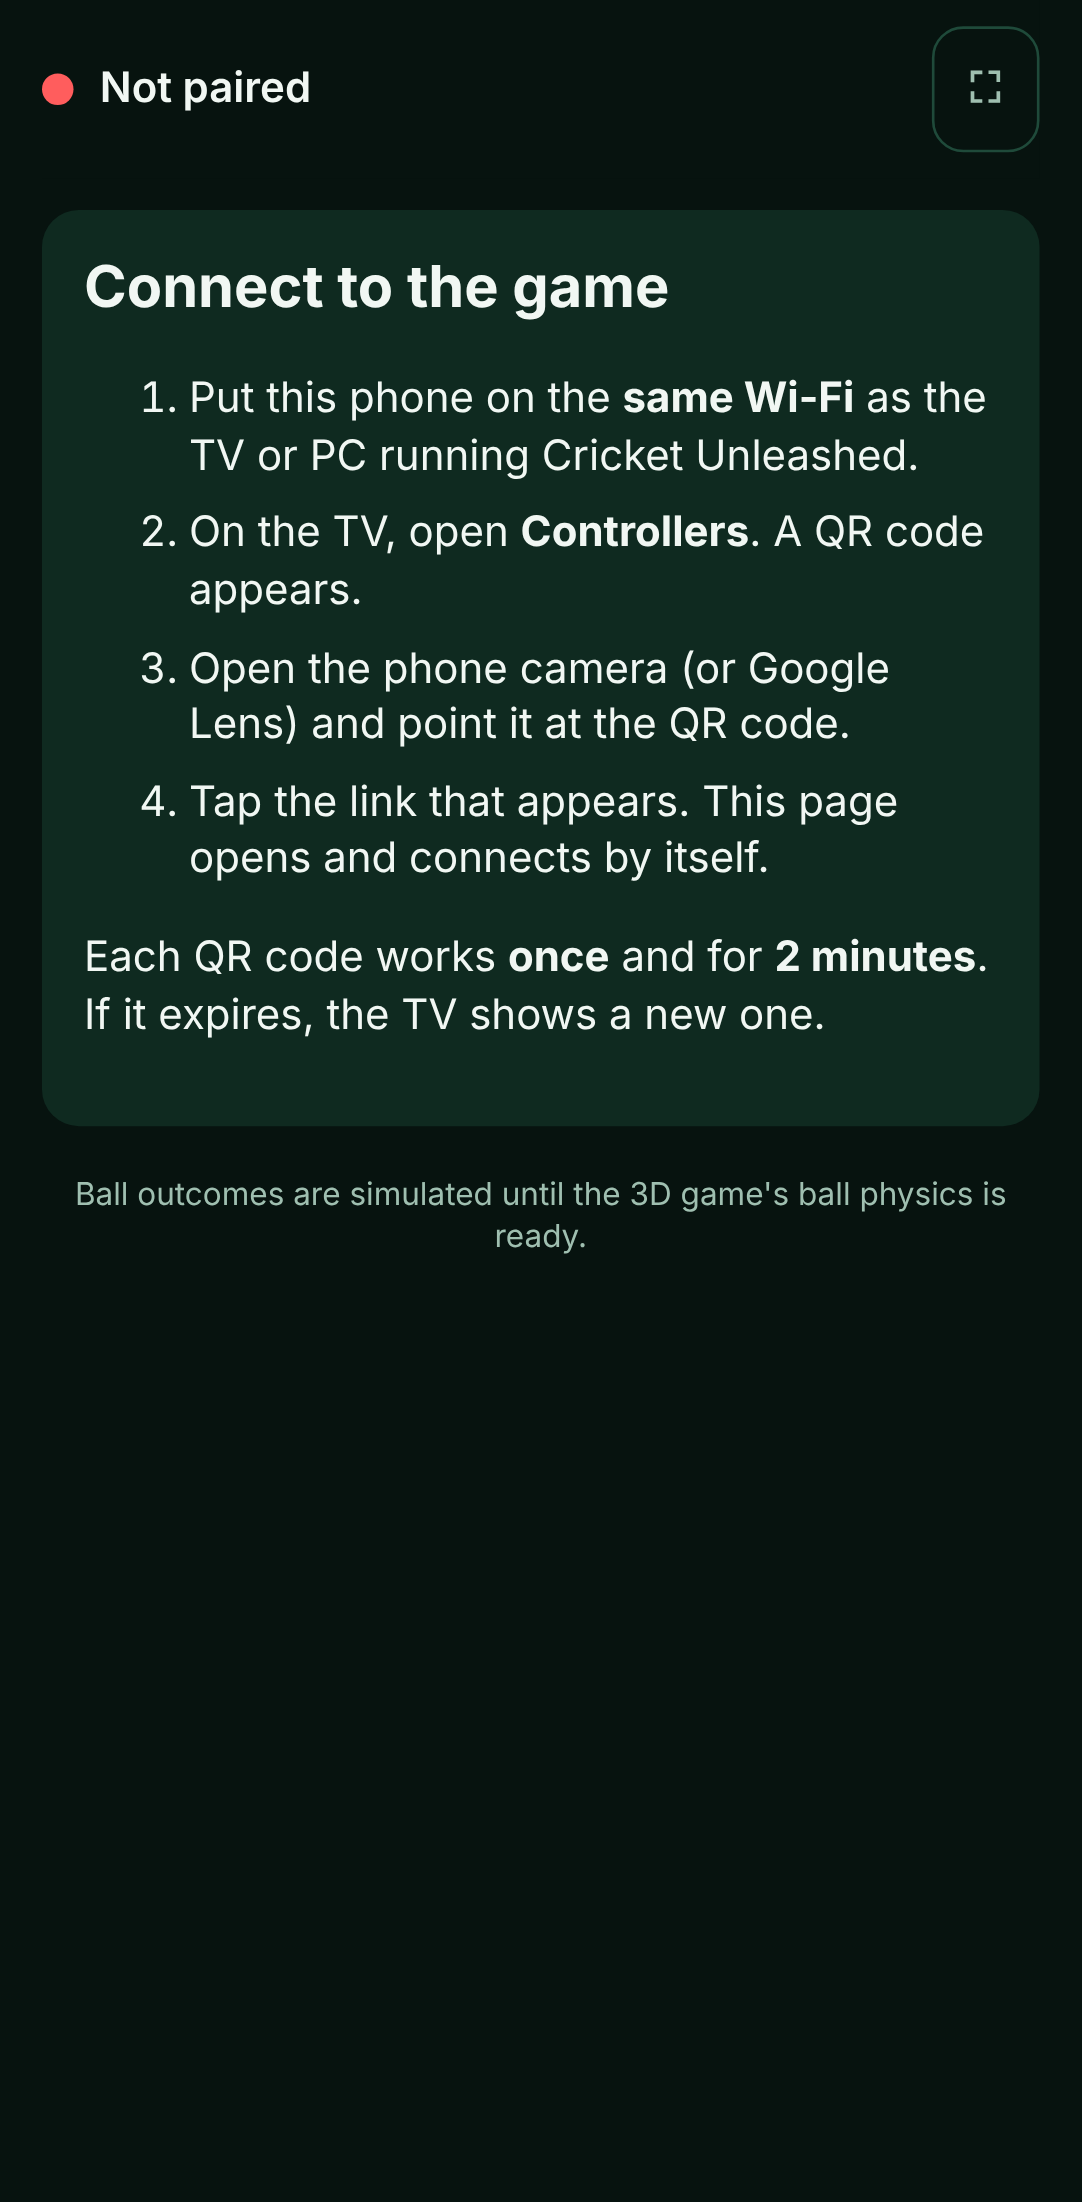 Not paired
Connect to the game
1. Put this phone on the same Wi-Fi as the
TV or PC running Cricket Unleashed.
2. On the TV, open Controllers. A QR code
appears.
3. Open the phone camera (or Google
Lens) and point it at the QR code.
4. Tap the link that appears. This page
opens and connects by itself.
Each QR code works once and for 2 minutes.
If it expires, the TV shows a new one.
Ball outcomes are simulated until the 3D game's ball physics is
ready.